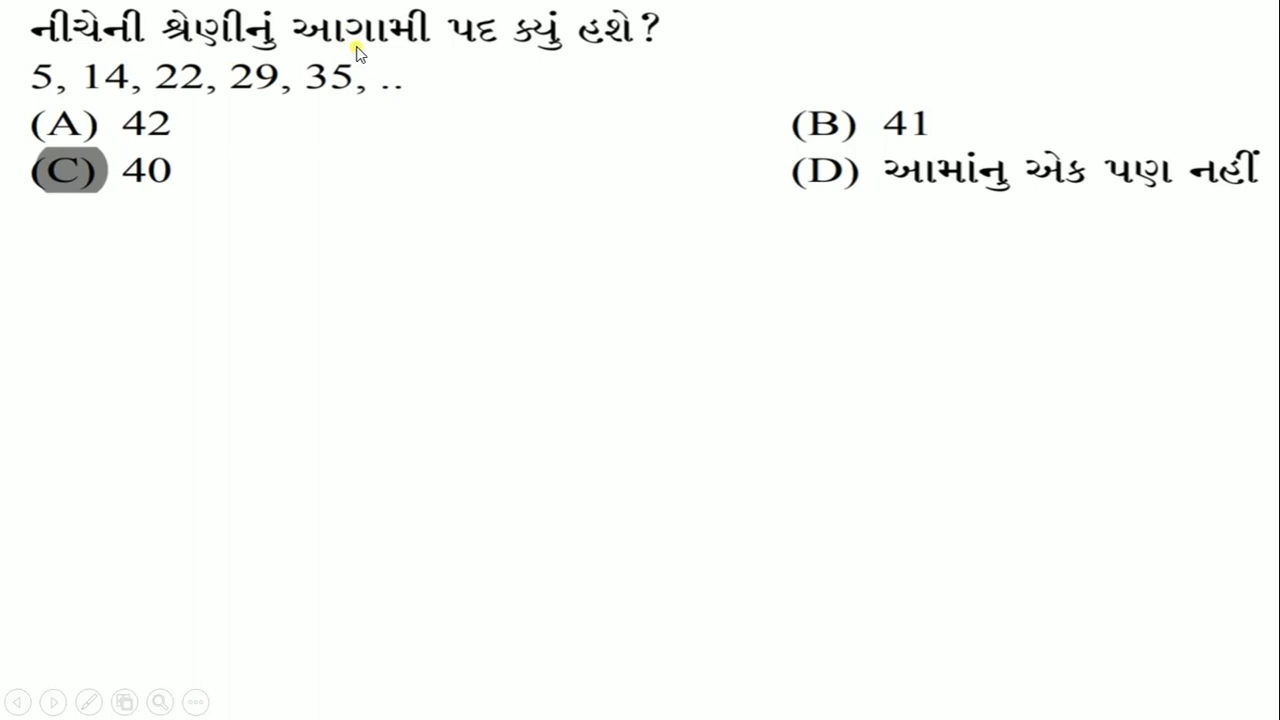 નીચેની શ્રેણીનું આગામી પદ ક્યું હશે?
5, 14, 22, 29, 35, ..
(A) 42 (B) 41
(C) 40 (D) આમાંનુ એક પણ નહીં